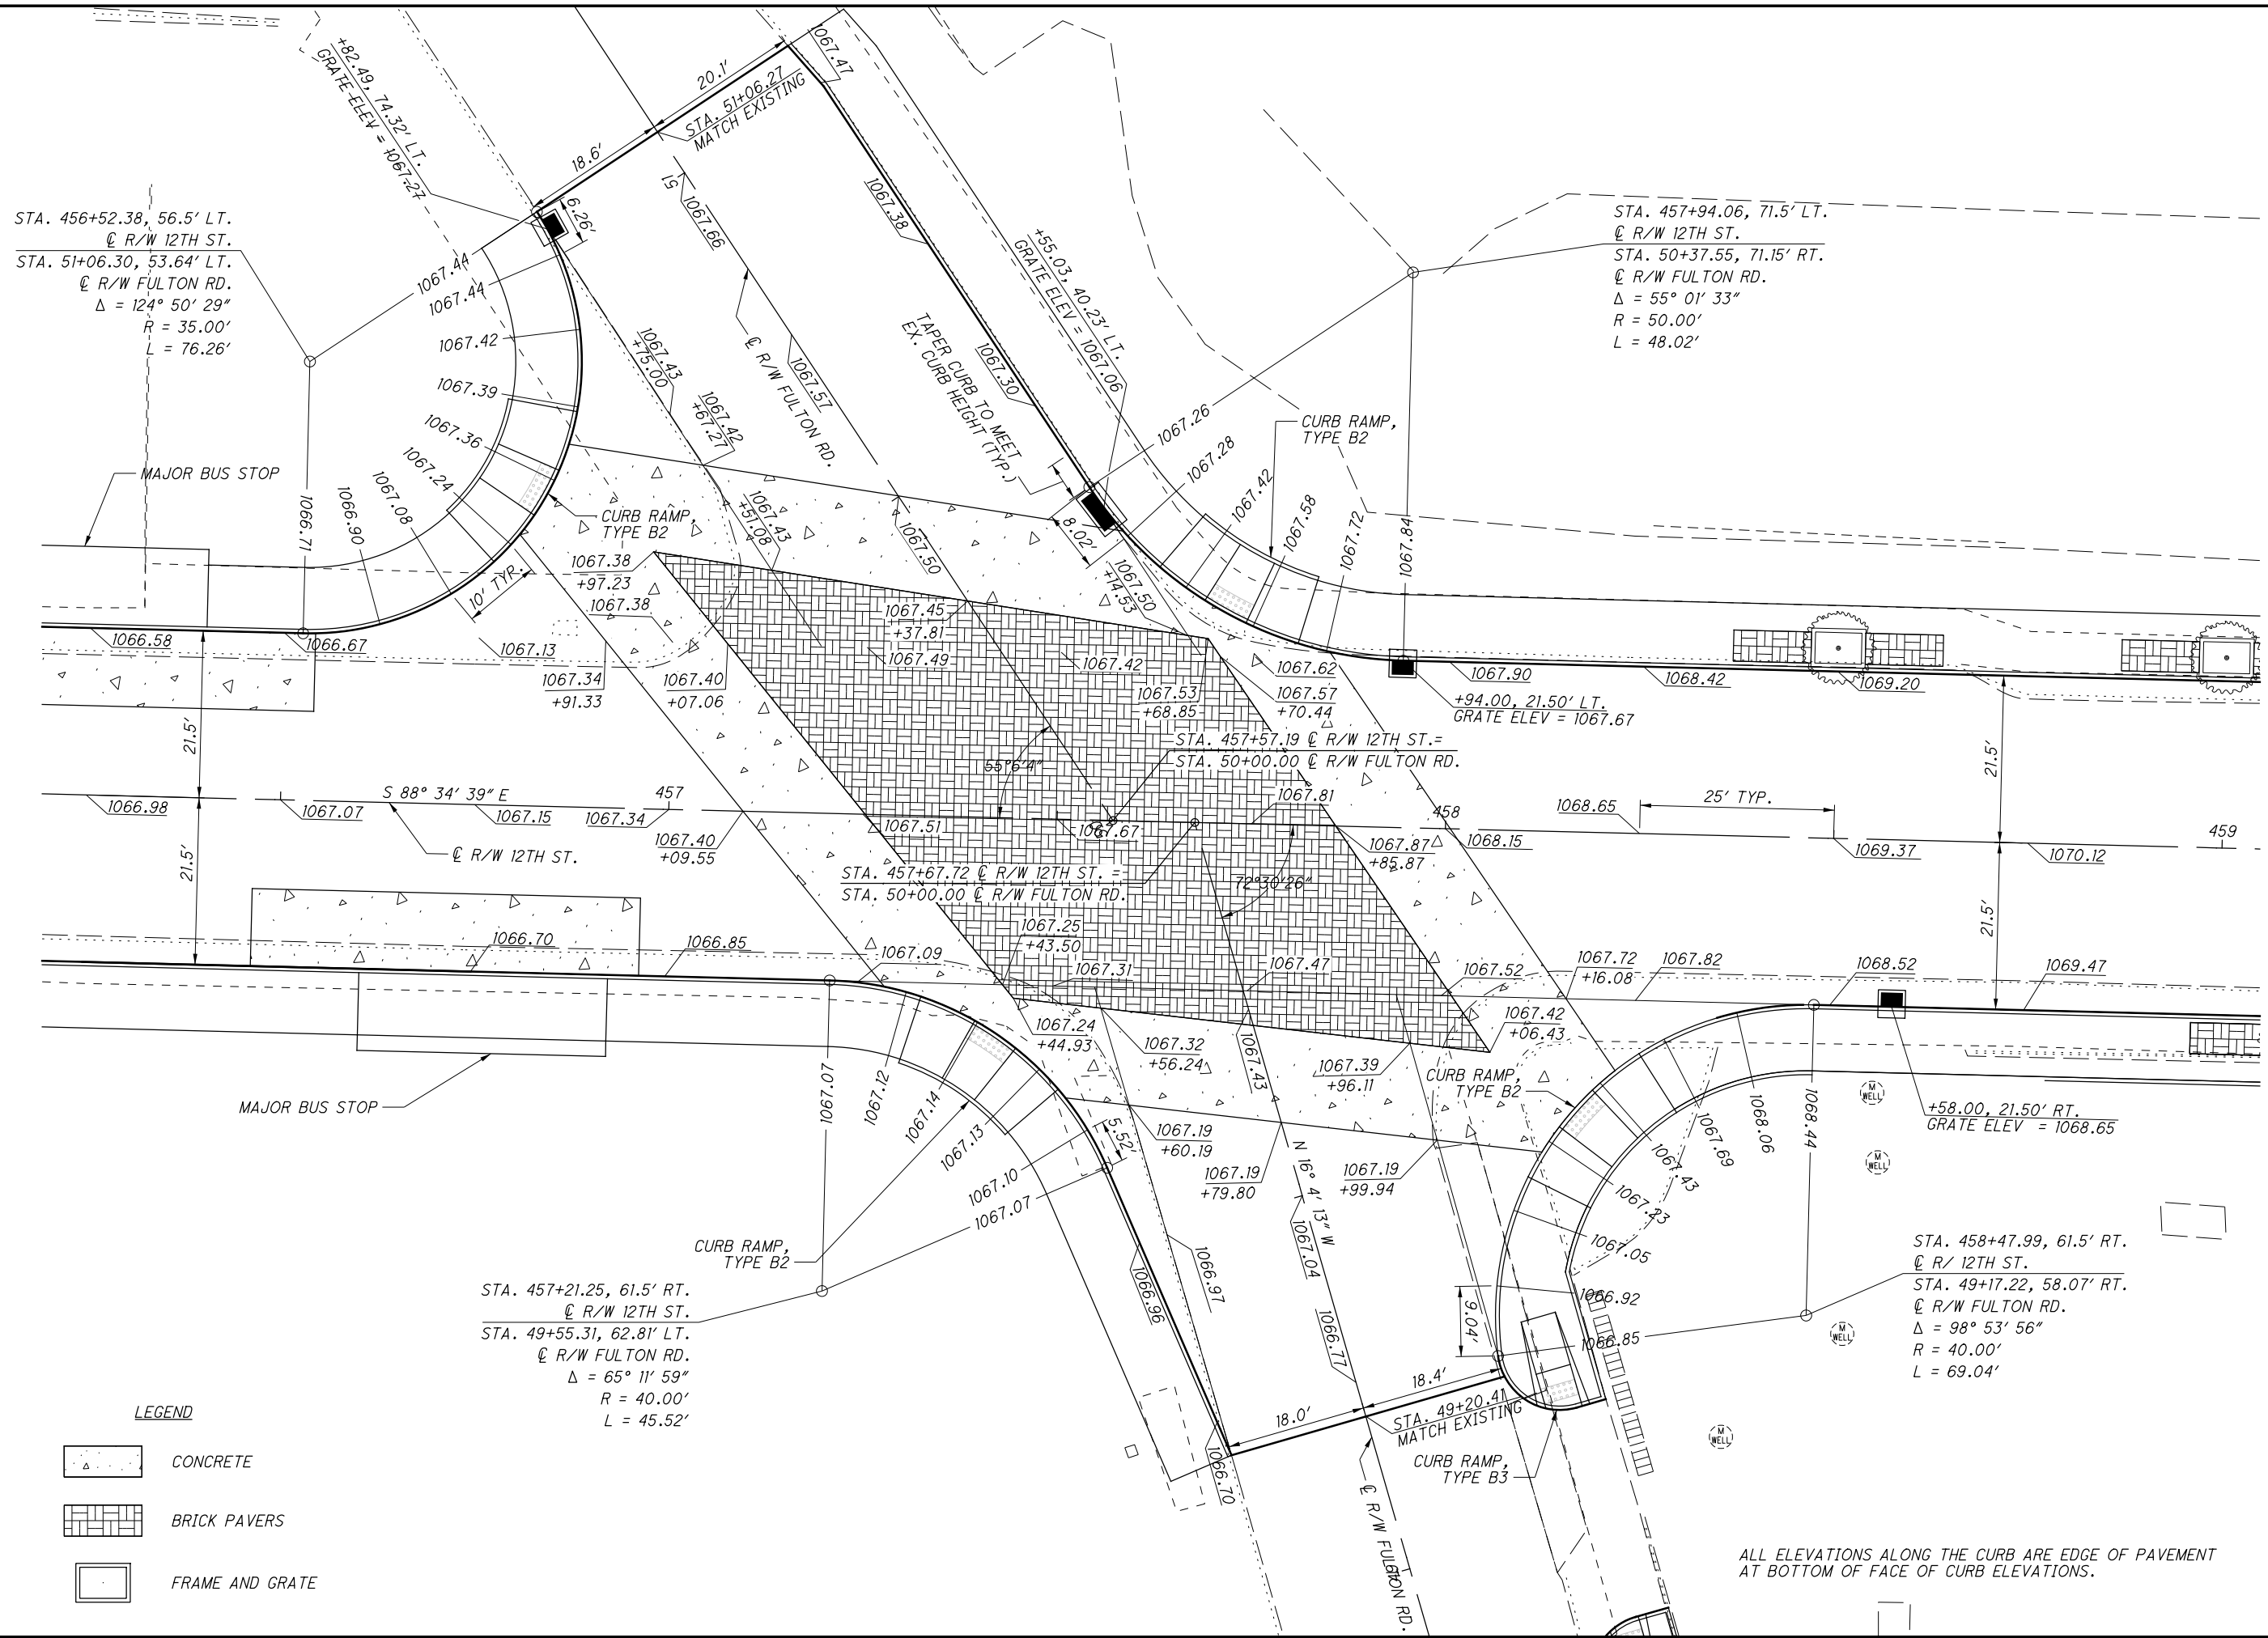 +82.49, 74.32' LT.
GRATE ELEV = 1067.27
20.1'
18.6'
STA. 51+06.27
MATCH EXISTING
1067.47
6.26'
51
1067.66
1067.38
STA. 456+52.38, 56.5' LT.
℄ R/W 12TH ST.
STA. 51+06.30, 53.64' LT.
℄ R/W FULTON RD.
Δ = 124° 50' 29"
R = 35.00'
L = 76.26'
1067.44
1067.44
1067.42
1067.39
1067.36
1067.24
1067.08
1066.90
1066.71
MAJOR BUS STOP
CURB RAMP,
TYPE B2
10' TYP.
1067.43
+75.00
1067.42
+67.27
1067.43
+51.08
1067.57
℄ R/W FULTON RD.
1067.50
TAPER CURB TO MEET
EX. CURB HEIGHT (TYP.)
1067.30
+55.03, 40.23' LT.
GRATE ELEV = 1067.06
STA. 457+94.06, 71.5' LT.
℄ R/W 12TH ST.
STA. 50+37.55, 71.15' RT.
℄ R/W FULTON RD.
Δ = 55° 01' 33"
R = 50.00'
L = 48.02'
1067.26
1067.28
1067.42
1067.58
1067.72
1067.84
CURB RAMP,
TYPE B2
8.02'
1067.50
+14.53
1066.58
1066.67
1067.13
1067.38
+97.23
1067.38
1067.34
+91.33
1067.40
+07.06
1067.45
+37.81
1067.49
1067.42
1067.53
+68.85
1067.62
1067.57
+70.44
1067.90
1068.42
1069.20
+94.00, 21.50' LT.
GRATE ELEV = 1067.67
21.5'
21.5'
STA. 457+57.19 ℄ R/W 12TH ST.=
STA. 50+00.00 ℄ R/W FULTON RD.
55°6'4"
S 88° 34' 39" E
457
1066.98
1067.07
1067.15
1067.34
1067.40
+09.55
℄ R/W 12TH ST.
1067.51
1067.67
1067.81
1067.87
+85.87
458
1068.15
1068.65
25' TYP.
1069.37
1070.12
459
STA. 457+67.72 ℄ R/W 12TH ST. =
STA. 50+00.00 ℄ R/W FULTON RD.
72°30'26"
21.5'
21.5'
1066.70
1066.85
1067.09
1067.25
+43.50
1067.31
1067.47
1067.52
1067.72
+16.08
1067.82
1068.52
1069.47
1067.24
+44.93
1067.32
+56.24
1067.43
1067.39
+96.11
1067.42
+06.43
CURB RAMP,
TYPE B2
MAJOR BUS STOP
1067.07
1067.12
1067.14
1067.13
1067.10
1067.07
5.52'
1067.19
+60.19
1067.19
+79.80
1067.19
+99.94
N 16° 4' 13" W
1067.04
1066.77
1066.97
1066.96
1066.70
1068.44
1068.06
1067.69
1067.43
1067.23
1067.05
1066.92
1066.85
9.04'
M
WELL
M
WELL
M
WELL
M
WELL
+58.00, 21.50' RT.
GRATE ELEV = 1068.65
CURB RAMP,
TYPE B2
STA. 457+21.25, 61.5' RT.
℄ R/W 12TH ST.
STA. 49+55.31, 62.81' LT.
℄ R/W FULTON RD.
Δ = 65° 11' 59"
R = 40.00'
L = 45.52'
STA. 458+47.99, 61.5' RT.
℄ R/ 12TH ST.
STA. 49+17.22, 58.07' RT.
℄ R/W FULTON RD.
Δ = 98° 53' 56"
R = 40.00'
L = 69.04'
18.0'
18.4'
STA. 49+20.41
MATCH EXISTING
CURB RAMP,
TYPE B3
℄ R/W FULTON RD.
LEGEND
CONCRETE
BRICK PAVERS
FRAME AND GRATE
ALL ELEVATIONS ALONG THE CURB ARE EDGE OF PAVEMENT
AT BOTTOM OF FACE OF CURB ELEVATIONS.